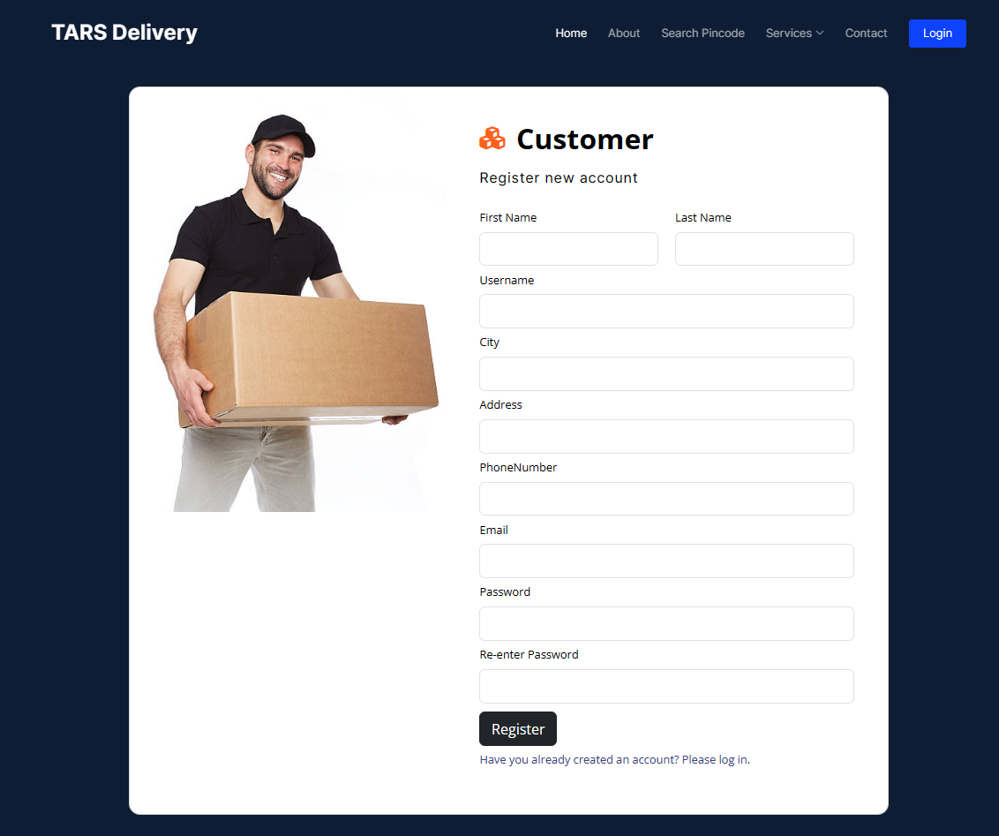 TARS Delivery
Home About Search Pincode Services Contact Login
Customer
Register new account
First Name Last Name
Username
City
Address
PhoneNumber
Email
Password
Re-enter Password
Register
Have you already created an account? Please log in.